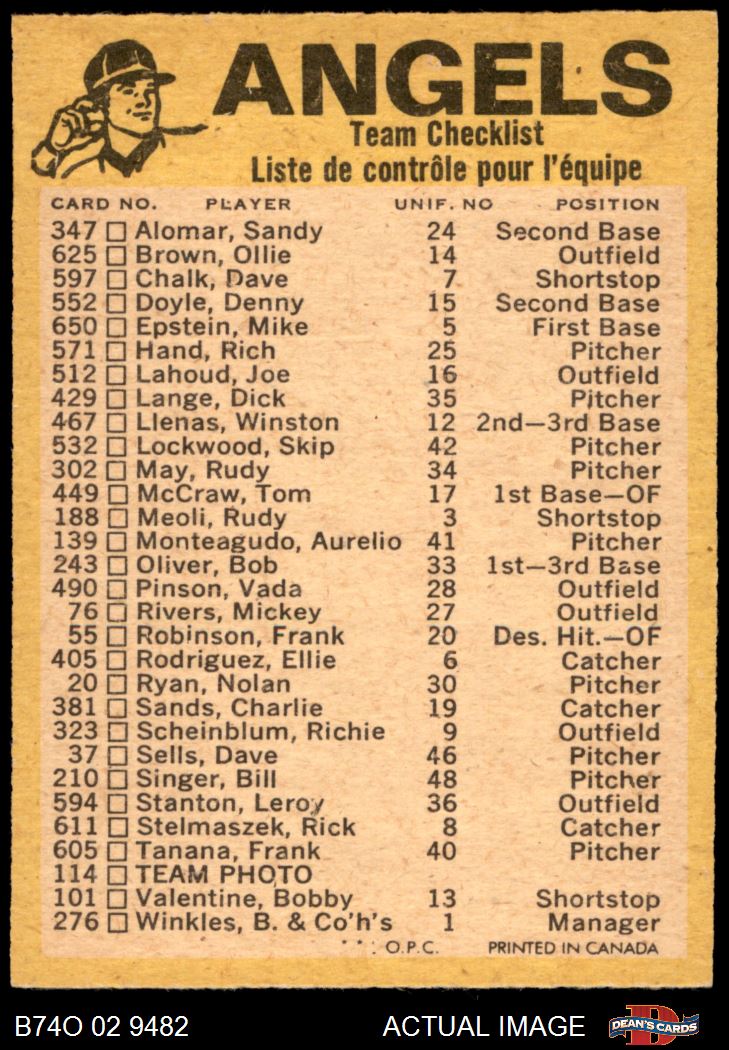 ANGELS
Team Checklist
Liste de contrôle pour l'équipe
CARD NO. PLAYER UNIF. NO POSITION
347 Alomar, Sandy 24 Second Base
625 Brown, Ollie 14 Outfield
597 Chalk, Dave 7 Shortstop
552 Doyle, Denny 15 Second Base
650 Epstein, Mike 5 First Base
571 Hand, Rich 25 Pitcher
512 Lahoud, Joe 16 Outfield
429 Lange, Dick 35 Pitcher
467 Llenas, Winston 12 2nd—3rd Base
532 Lockwood, Skip 42 Pitcher
302 May, Rudy 34 Pitcher
449 McCraw, Tom 17 1st Base—OF
188 Meoli, Rudy 3 Shortstop
139 Monteagudo, Aurelio 41 Pitcher
243 Oliver, Bob 33 1st—3rd Base
490 Pinson, Vada 28 Outfield
76 Rivers, Mickey 27 Outfield
55 Robinson, Frank 20 Des. Hit.—OF
405 Rodriguez, Ellie 6 Catcher
20 Ryan, Nolan 30 Pitcher
381 Sands, Charlie 19 Catcher
323 Scheinblum, Richie 9 Outfield
37 Sells, Dave 46 Pitcher
210 Singer, Bill 48 Pitcher
594 Stanton, Leroy 36 Outfield
611 Stelmaszek, Rick 8 Catcher
605 Tanana, Frank 40 Pitcher
114 TEAM PHOTO
101 Valentine, Bobby 13 Shortstop
276 Winkles, B. & Co'h's 1 Manager
O.P.C. PRINTED IN CANADA
B74O 02 9482 ACTUAL IMAGE DEAN'S CARDS